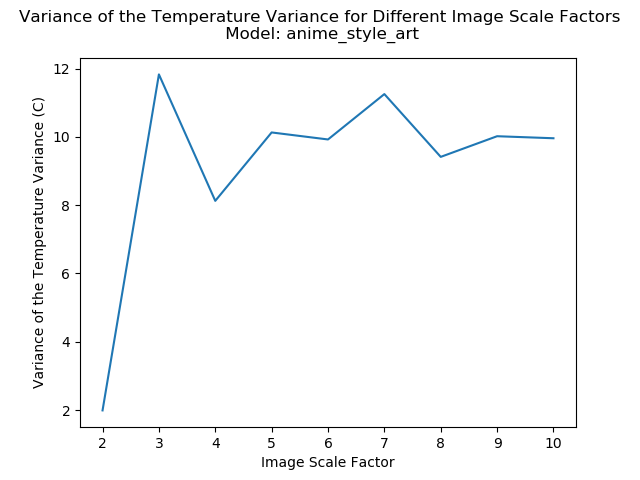 Variance of the Temperature Variance for Different Image Scale Factors
Model: anime_style_art
Variance of the Temperature Variance (C)
12
10
8
6
4
2
2 3 4 5 6 7 8 9 10
Image Scale Factor